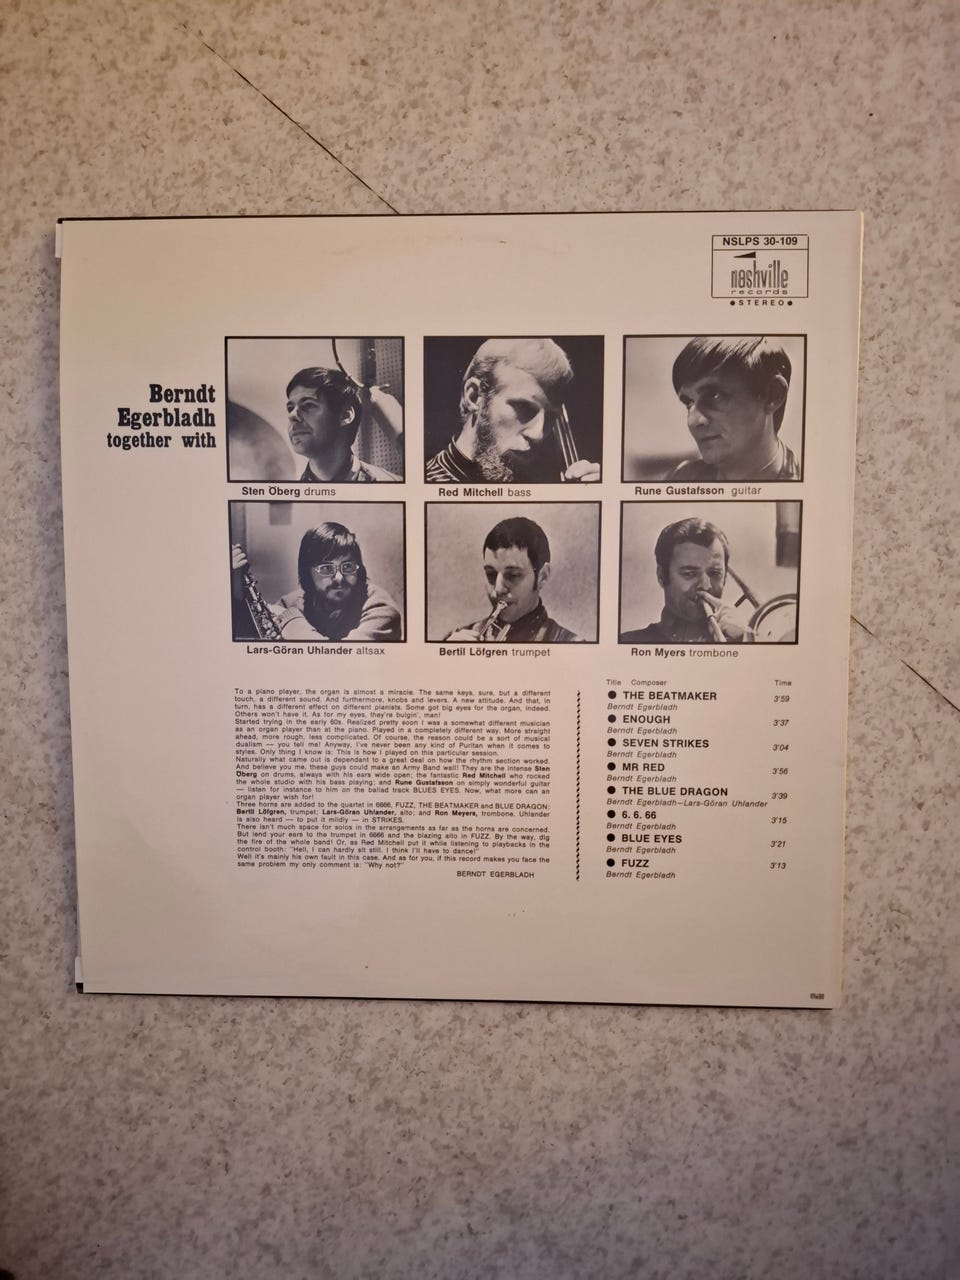 NSLPS 30-109
nashville
records
●STEREO●
Berndt
Egerbladh
together with
Sten Öberg drums
Red Mitchell bass
Rune Gustafsson guitar
Lars-Göran Uhlander altsax
Bertil Löfgren trumpet
Ron Myers trombone
To a piano player, the organ is almost a miracle. The same keys, sure, but a different
touch, a different sound. And furthermore, knobs and levers. A new attitude. And that, in
turn, has a different effect on different pianists. Some got big eyes for the organ, indeed.
Others won't have it. As for my eyes, they're bulgin', man!
Started trying in the early 60s. Realized pretty soon I was a somewhat different musician
as an organ player than at the piano. Played in a completely different way. More straight
ahead, more rough, less complicated. Of course, the reason could be a sort of musical
dualism — you tell me! Anyway, I've never been any kind of Puritan when it comes to
styles. Only thing I know is: This is how I played on this particular session.
Naturally what came out is dependant to a great deal on how the rhythm section worked.
And believe you me, these guys could make an Army Band wail! They are the intense Sten
Öberg on drums, always with his ears wide open; the fantastic Red Mitchell who rocked
the whole studio with his bass playing; and Rune Gustafsson on simply wonderful guitar
— listen for instance to him on the ballad track BLUES EYES. Now, what more can an
organ player wish for!
Three horns are added to the quartet in 6666, FUZZ, THE BEATMAKER and BLUE DRAGON:
Bertil Löfgren, trumpet; Lars-Göran Uhlander, alto; and Ron Meyers, trombone. Uhlander
is also heard — to put it mildly — in STRIKES.
There isn't much space for solos in the arrangements as far as the horns are concerned.
But lend your ears to the trumpet in 6666 and the blazing alto in FUZZ. By the way, dig
the fire of the whole band! Or, as Red Mitchell put it while listening to playbacks in the
control booth: "Hell, I can hardly sit still. I think I'll have to dance!"
Well it's mainly his own fault in this case. And as for you, if this record makes you face the
same problem my only comment is: "Why not?"
BERNDT EGERBLADH
Title Composer Time
● THE BEATMAKER 3'59
Berndt Egerbladh
● ENOUGH 3'37
Berndt Egerbladh
● SEVEN STRIKES 3'04
Berndt Egerbladh
● MR RED 3'56
Berndt Egerbladh
● THE BLUE DRAGON 3'39
Berndt Egerbladh—Lars-Göran Uhlander
● 6. 6. 66 3'15
Berndt Egerbladh
● BLUE EYES 3'21
Berndt Egerbladh
● FUZZ 3'13
Berndt Egerbladh